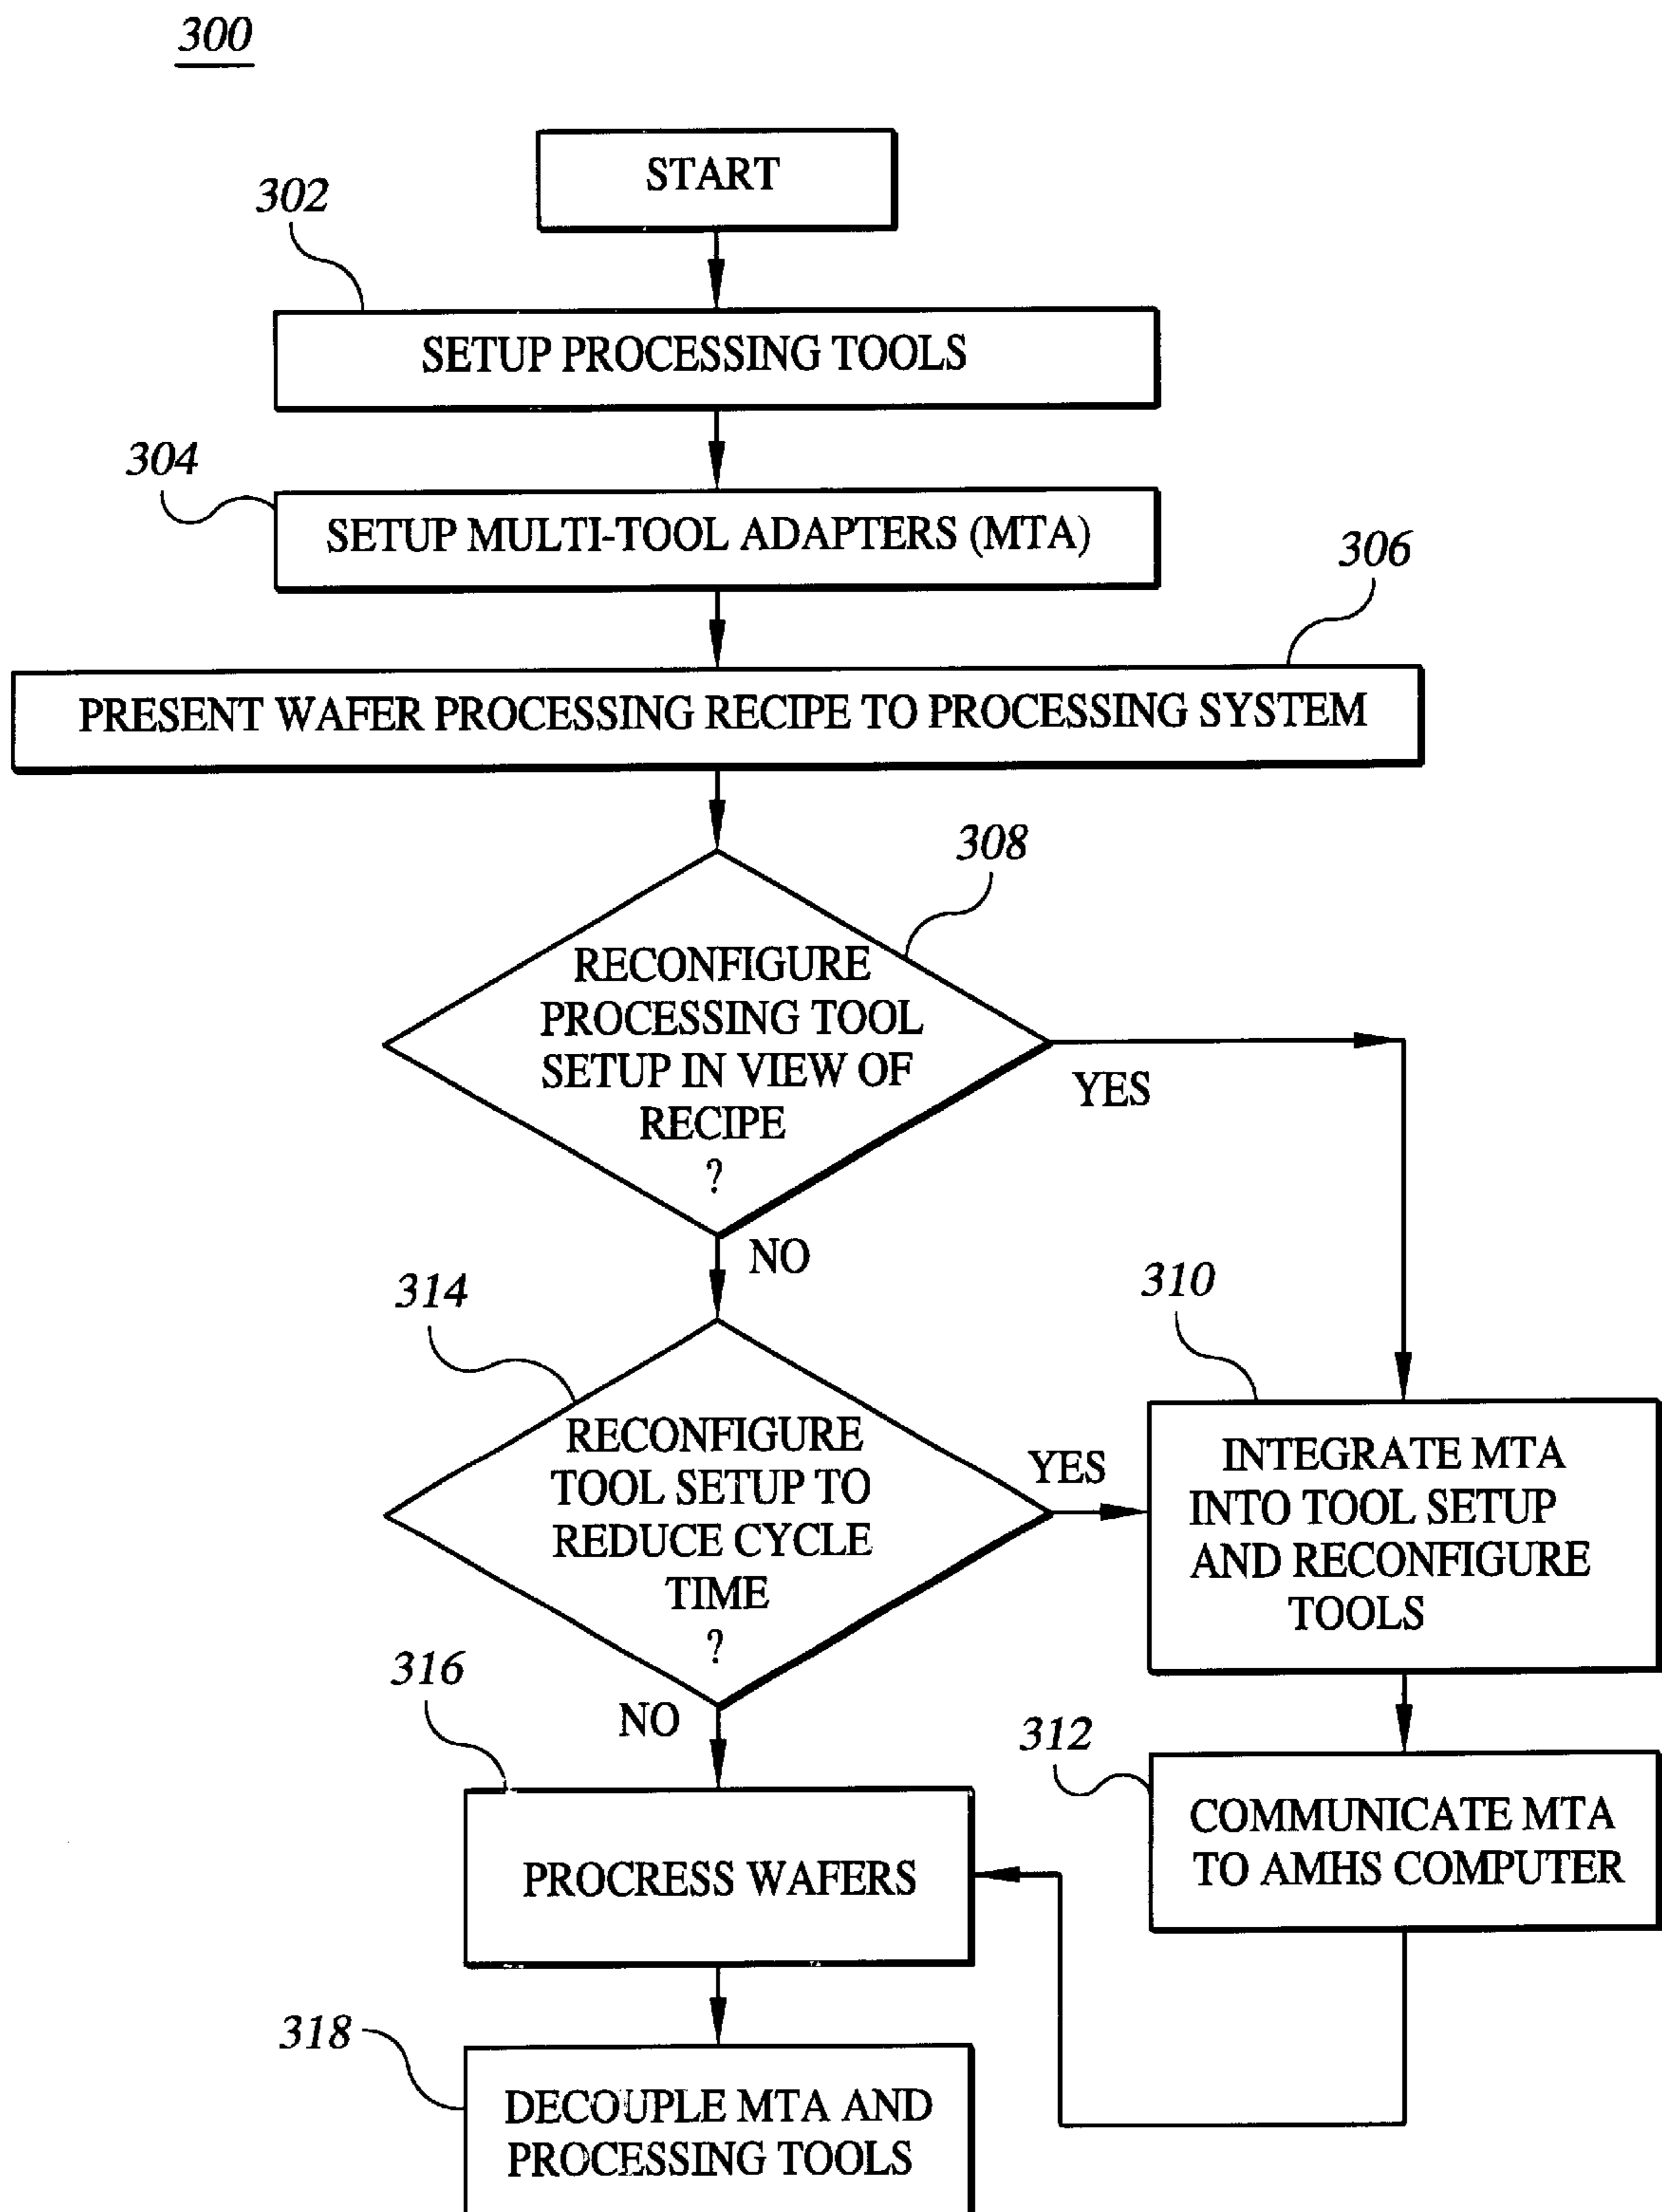 300
START
302
SETUP PROCESSING TOOLS
304
SETUP MULTI-TOOL ADAPTERS (MTA)
306
PRESENT WAFER PROCESSING RECIPE TO PROCESSING SYSTEM
308
RECONFIGURE
PROCESSING TOOL
SETUP IN VIEW OF
RECIPE
?
YES
NO
314
RECONFIGURE
TOOL SETUP TO
REDUCE CYCLE
TIME
?
YES
NO
310
INTEGRATE MTA
INTO TOOL SETUP
AND RECONFIGURE
TOOLS
312
COMMUNICATE MTA
TO AMHS COMPUTER
316
PROCRESS WAFERS
318
DECOUPLE MTA AND
PROCESSING TOOLS